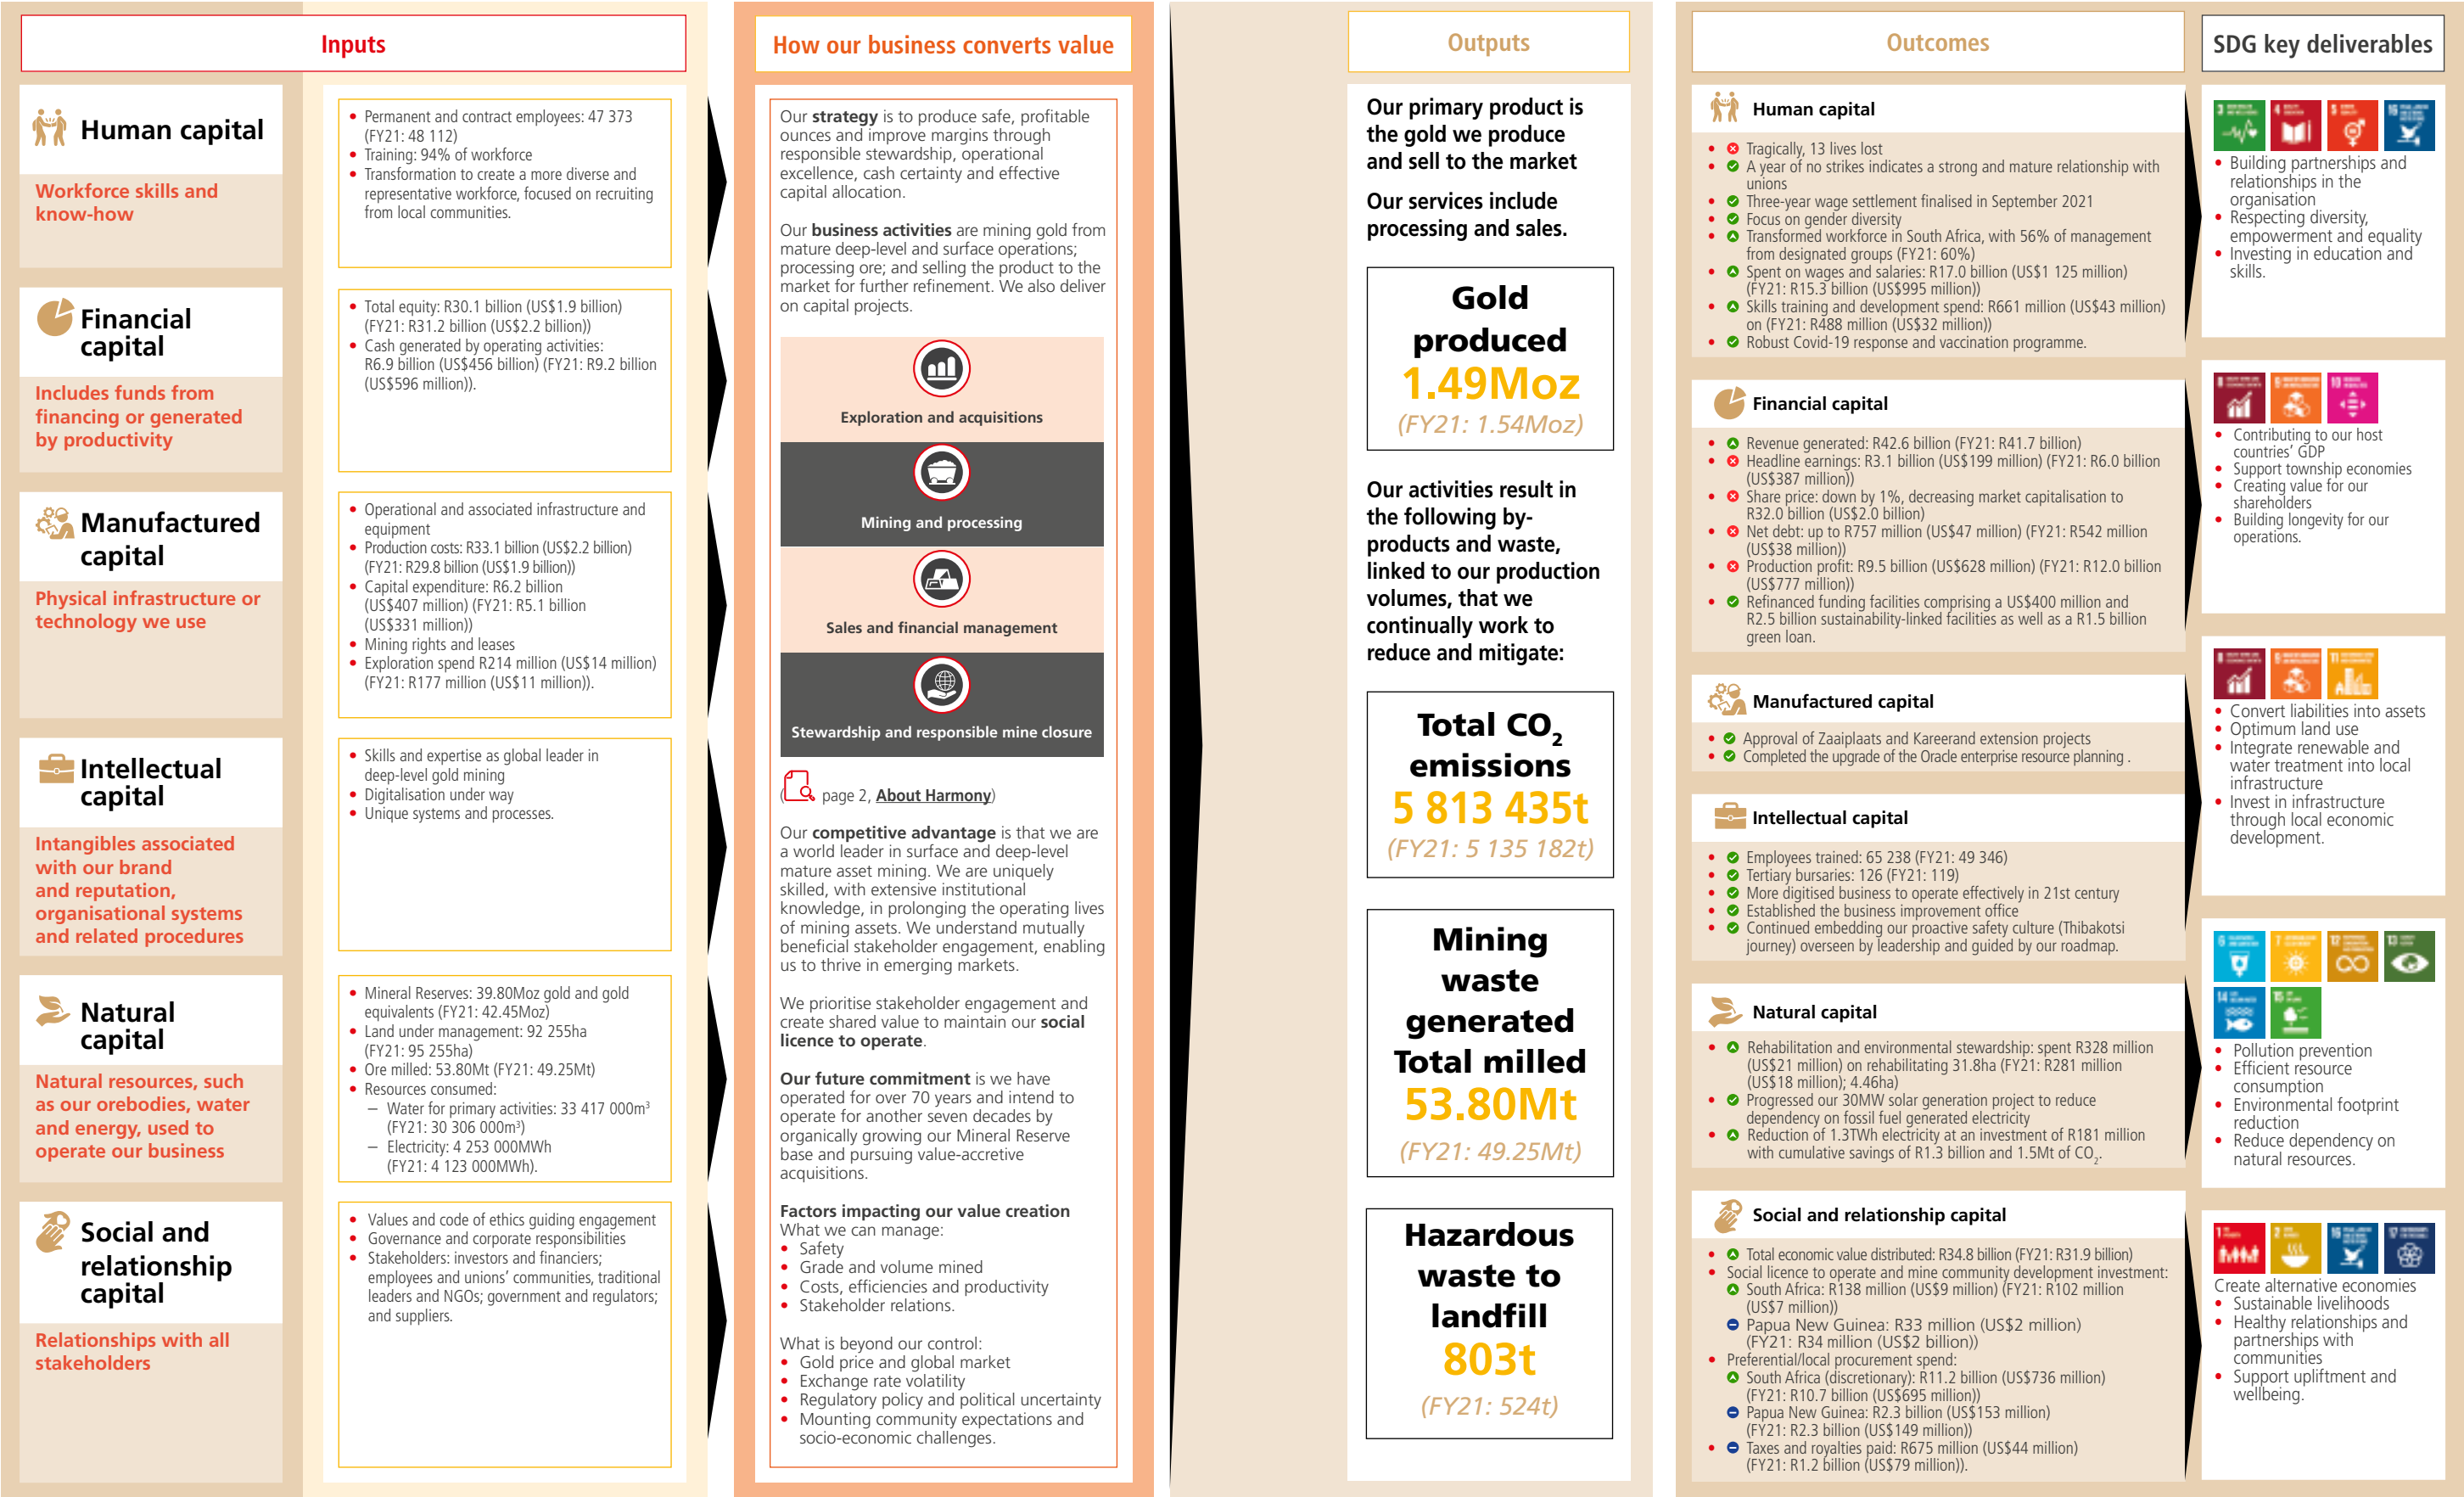 Inputs
Human capital
Workforce skills and
know-how
• Permanent and contract employees: 47 373
(FY21: 48 112)
• Training: 94% of workforce
• Transformation to create a more diverse and
representative workforce, focused on recruiting
from local communities.
Financial
capital
Includes funds from
financing or generated
by productivity
• Total equity: R30.1 billion (US$1.9 billion)
(FY21: R31.2 billion (US$2.2 billion))
• Cash generated by operating activities:
R6.9 billion (US$456 billion) (FY21: R9.2 billion
(US$596 million)).
Manufactured
capital
Physical infrastructure or
technology we use
• Operational and associated infrastructure and
equipment
• Production costs: R33.1 billion (US$2.2 billion)
(FY21: R29.8 billion (US$1.9 billion))
• Capital expenditure: R6.2 billion
(US$407 million) (FY21: R5.1 billion
(US$331 million))
• Mining rights and leases
• Exploration spend R214 million (US$14 million)
(FY21: R177 million (US$11 million)).
Intellectual
capital
Intangibles associated
with our brand
and reputation,
organisational systems
and related procedures
• Skills and expertise as global leader in
deep-level gold mining
• Digitalisation under way
• Unique systems and processes.
Natural
capital
Natural resources, such
as our orebodies, water
and energy, used to
operate our business
• Mineral Reserves: 39.80Moz gold and gold
equivalents (FY21: 42.45Moz)
• Land under management: 92 255ha
(FY21: 95 255ha)
• Ore milled: 53.80Mt (FY21: 49.25Mt)
• Resources consumed:
– Water for primary activities: 33 417 000m³
(FY21: 30 306 000m³)
– Electricity: 4 253 000MWh
(FY21: 4 123 000MWh).
Social and
relationship
capital
Relationships with all
stakeholders
• Values and code of ethics guiding engagement
• Governance and corporate responsibilities
• Stakeholders: investors and financiers;
employees and unions’ communities, traditional
leaders and NGOs; government and regulators;
and suppliers.
How our business converts value
Our strategy is to produce safe, profitable
ounces and improve margins through
responsible stewardship, operational
excellence, cash certainty and effective
capital allocation.
Our business activities are mining gold from
mature deep-level and surface operations;
processing ore; and selling the product to the
market for further refinement. We also deliver
on capital projects.
Exploration and acquisitions
Mining and processing
Sales and financial management
Stewardship and responsible mine closure
( page 2, About Harmony)
Our competitive advantage is that we are
a world leader in surface and deep-level
mature asset mining. We are uniquely
skilled, with extensive institutional
knowledge, in prolonging the operating lives
of mining assets. We understand mutually
beneficial stakeholder engagement, enabling
us to thrive in emerging markets.
We prioritise stakeholder engagement and
create shared value to maintain our social
licence to operate.
Our future commitment is we have
operated for over 70 years and intend to
operate for another seven decades by
organically growing our Mineral Reserve
base and pursuing value-accretive
acquisitions.
Factors impacting our value creation
What we can manage:
• Safety
• Grade and volume mined
• Costs, efficiencies and productivity
• Stakeholder relations.
What is beyond our control:
• Gold price and global market
• Exchange rate volatility
• Regulatory policy and political uncertainty
• Mounting community expectations and
socio-economic challenges.
Outputs
Our primary product is
the gold we produce
and sell to the market
Our services include
processing and sales.
Gold
produced
1.49Moz
(FY21: 1.54Moz)
Our activities result in
the following by-
products and waste,
linked to our production
volumes, that we
continually work to
reduce and mitigate:
Total CO₂
emissions
5 813 435t
(FY21: 5 135 182t)
Mining
waste
generated
Total milled
53.80Mt
(FY21: 49.25Mt)
Hazardous
waste to
landfill
803t
(FY21: 524t)
Outcomes
Human capital
• Tragically, 13 lives lost
• A year of no strikes indicates a strong and mature relationship with
unions
• Three-year wage settlement finalised in September 2021
• Focus on gender diversity
• Transformed workforce in South Africa, with 56% of management
from designated groups (FY21: 60%)
• Spent on wages and salaries: R17.0 billion (US$1 125 million)
(FY21: R15.3 billion (US$995 million))
• Skills training and development spend: R661 million (US$43 million)
on (FY21: R488 million (US$32 million))
• Robust Covid-19 response and vaccination programme.
Financial capital
• Revenue generated: R42.6 billion (FY21: R41.7 billion)
• Headline earnings: R3.1 billion (US$199 million) (FY21: R6.0 billion
(US$387 million))
• Share price: down by 1%, decreasing market capitalisation to
R32.0 billion (US$2.0 billion)
• Net debt: up to R757 million (US$47 million) (FY21: R542 million
(US$38 million))
• Production profit: R9.5 billion (US$628 million) (FY21: R12.0 billion
(US$777 million))
• Refinanced funding facilities comprising a US$400 million and
R2.5 billion sustainability-linked facilities as well as a R1.5 billion
green loan.
Manufactured capital
• Approval of Zaaiplaats and Kareerand extension projects
• Completed the upgrade of the Oracle enterprise resource planning .
Intellectual capital
• Employees trained: 65 238 (FY21: 49 346)
• Tertiary bursaries: 126 (FY21: 119)
• More digitised business to operate effectively in 21st century
• Established the business improvement office
• Continued embedding our proactive safety culture (Thibakotsi
journey) overseen by leadership and guided by our roadmap.
Natural capital
• Rehabilitation and environmental stewardship: spent R328 million
(US$21 million) on rehabilitating 31.8ha (FY21: R281 million
(US$18 million); 4.46ha)
• Progressed our 30MW solar generation project to reduce
dependency on fossil fuel generated electricity
• Reduction of 1.3TWh electricity at an investment of R181 million
with cumulative savings of R1.3 billion and 1.5Mt of CO₂.
Social and relationship capital
• Total economic value distributed: R34.8 billion (FY21: R31.9 billion)
• Social licence to operate and mine community development investment:
South Africa: R138 million (US$9 million) (FY21: R102 million
(US$7 million))
Papua New Guinea: R33 million (US$2 million)
(FY21: R34 million (US$2 billion))
• Preferential/local procurement spend:
South Africa (discretionary): R11.2 billion (US$736 million)
(FY21: R10.7 billion (US$695 million))
Papua New Guinea: R2.3 billion (US$153 million)
(FY21: R2.3 billion (US$149 million))
• Taxes and royalties paid: R675 million (US$44 million)
(FY21: R1.2 billion (US$79 million)).
SDG key deliverables
3 4 5 16
• Building partnerships and
relationships in the
organisation
• Respecting diversity,
empowerment and equality
• Investing in education and
skills.
8 9 10
• Contributing to our host
countries’ GDP
• Support township economies
• Creating value for our
shareholders
• Building longevity for our
operations.
8 9 11
• Convert liabilities into assets
• Optimum land use
• Integrate renewable and
water treatment into local
infrastructure
• Invest in infrastructure
through local economic
development.
6 7 12 13
14 15
• Pollution prevention
• Efficient resource
consumption
• Environmental footprint
reduction
• Reduce dependency on
natural resources.
1 2 16 17
Create alternative economies
• Sustainable livelihoods
• Healthy relationships and
partnerships with
communities
• Support upliftment and
wellbeing.